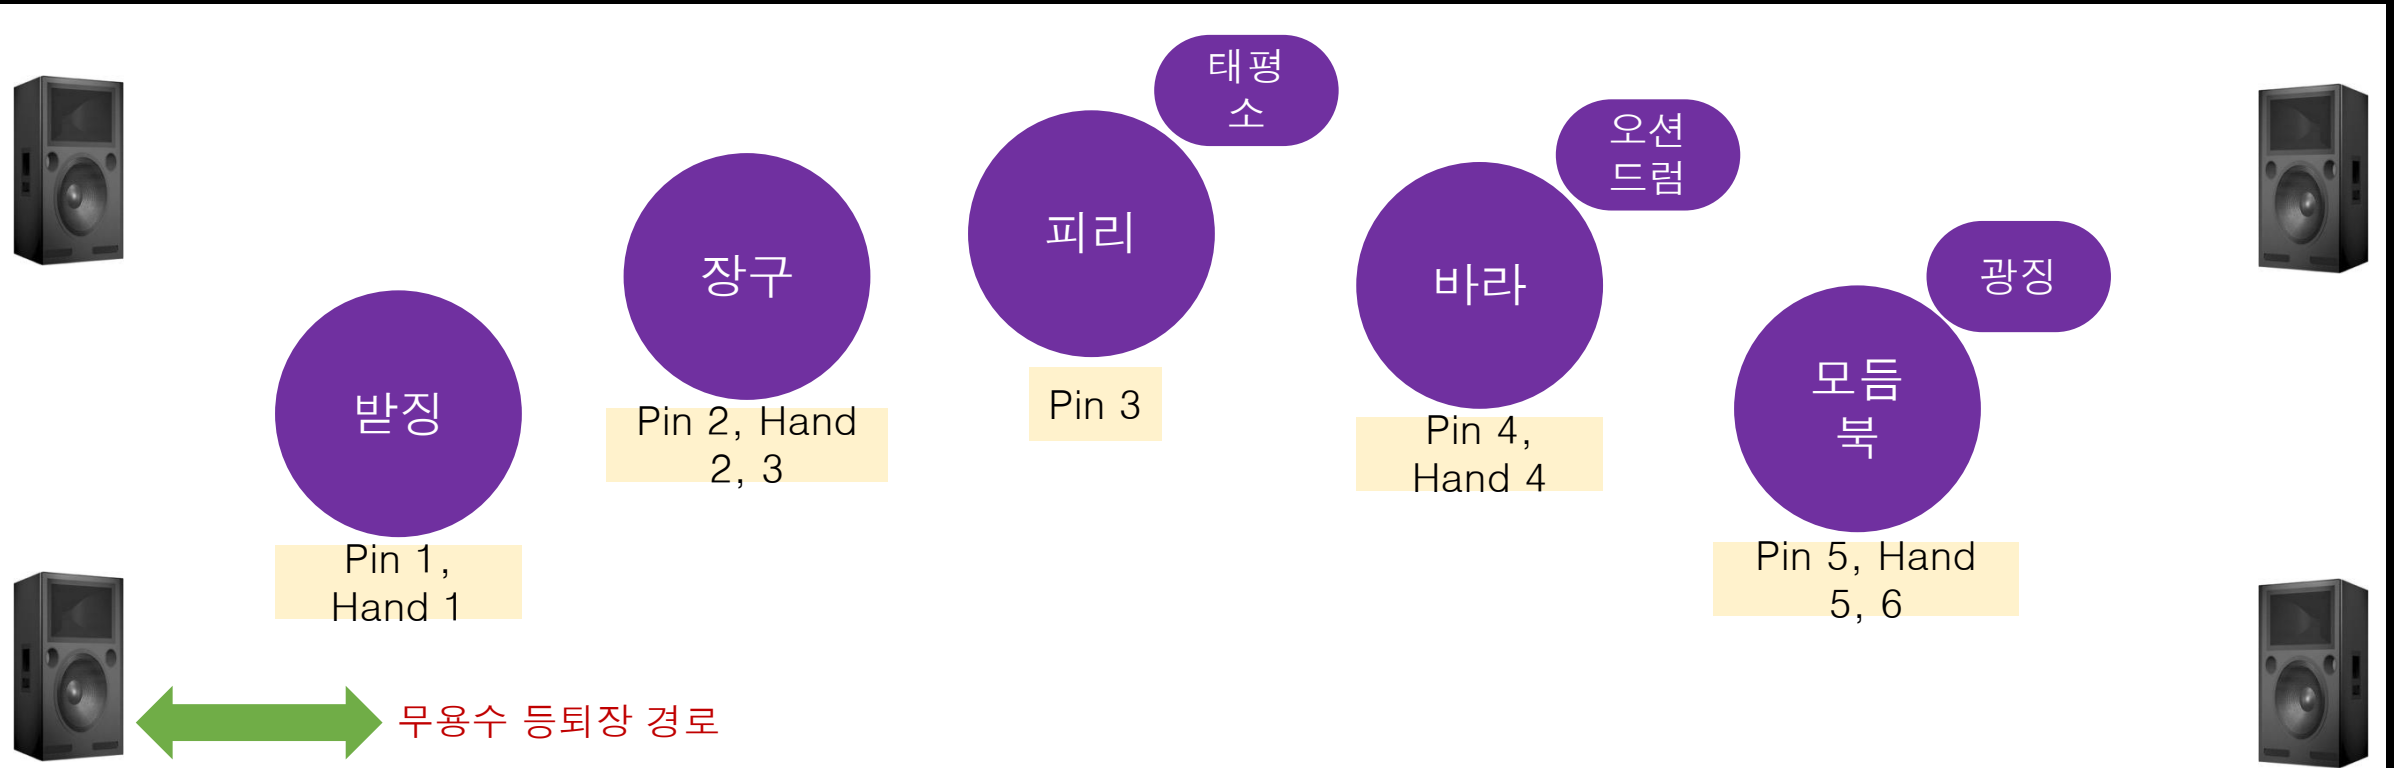 태평
소
오션
드럼
피리
장구
바라
광징
받징
모듬
북
Pin 3
Pin 2, Hand
2, 3
Pin 4,
Hand 4
Pin 1,
Hand 1
Pin 5, Hand
5, 6
무용수 등퇴장 경로